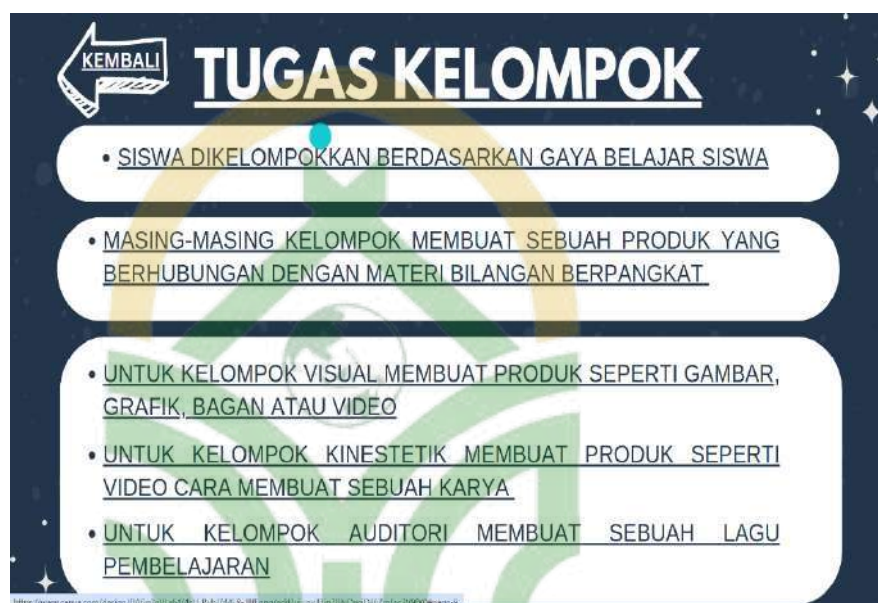 KEMBALI
TUGAS KELOMPOK
• SISWA DIKELOMPOKKAN BERDASARKAN GAYA BELAJAR SISWA
• MASING-MASING KELOMPOK MEMBUAT SEBUAH PRODUK YANG
BERHUBUNGAN DENGAN MATERI BILANGAN BERPANGKAT
• UNTUK KELOMPOK VISUAL MEMBUAT PRODUK SEPERTI GAMBAR,
GRAFIK, BAGAN ATAU VIDEO
• UNTUK KELOMPOK KINESTETIK MEMBUAT PRODUK SEPERTI
VIDEO CARA MEMBUAT SEBUAH KARYA
• UNTUK KELOMPOK AUDITORI MEMBUAT SEBUAH LAGU
PEMBELAJARAN